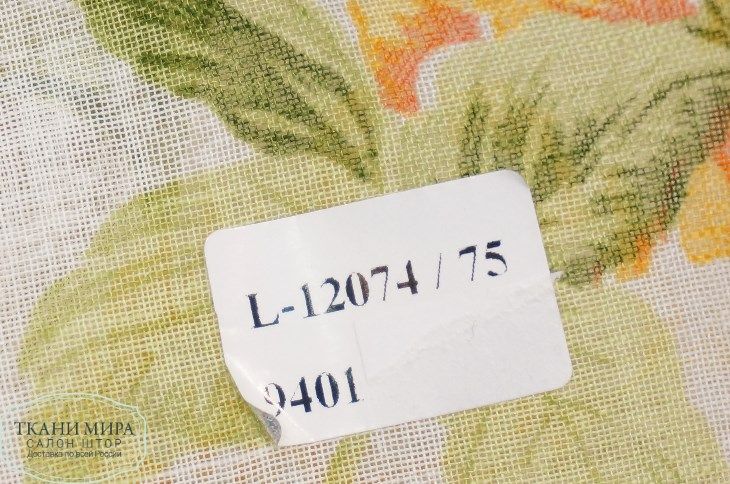 L-12074 / 75
9401
ТКАНИ МИРА
САЛОН ШТОР
Доставка по всей России